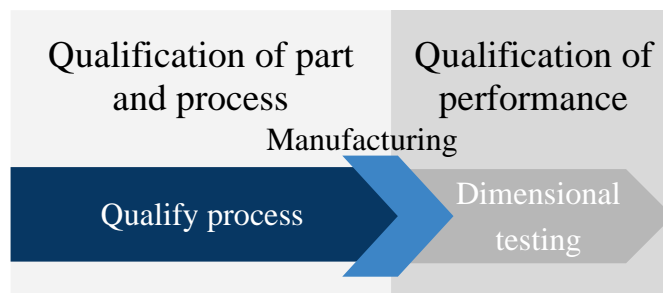 Qualification of part
and process
Qualification of
performance
Manufacturing
Qualify process
Dimensional
testing